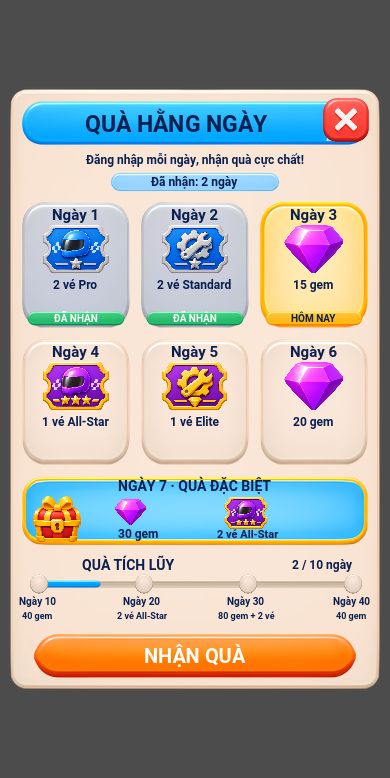 QUÀ HẰNG NGÀY
Đăng nhập mỗi ngày, nhận quà cực chất!
Đã nhận: 2 ngày
Ngày 1
2 vé Pro
ĐÃ NHẬN
Ngày 2
2 vé Standard
ĐÃ NHẬN
Ngày 3
15 gem
HÔM NAY
Ngày 4
1 vé All-Star
Ngày 5
1 vé Elite
Ngày 6
20 gem
NGÀY 7 · QUÀ ĐẶC BIỆT
30 gem
2 vé All-Star
QUÀ TÍCH LŨY
2 / 10 ngày
Ngày 10
40 gem
Ngày 20
2 vé All-Star
Ngày 30
80 gem + 2 vé
Ngày 40
40 gem
NHẬN QUÀ